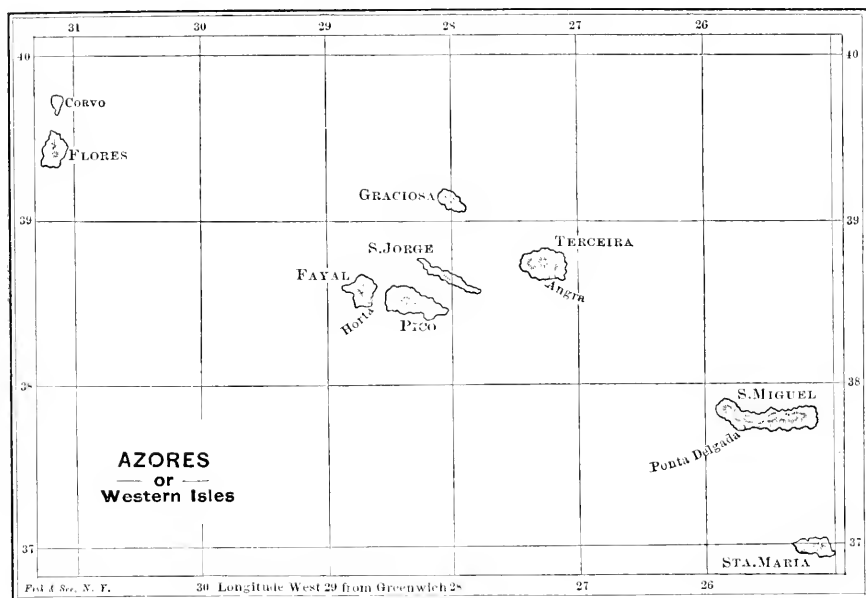 31 30 29 28 27 26
40 40
CORVO
FLORES
GRACIOSA
39 39
S. JORGE
TERCEIRA
FAYAL
Angra
Horta
PICO
38 38
S. MIGUEL
Ponta Delgada
AZORES
or
Western Isles
37 37
STA. MARIA
N. Y. 30 Longitude West 29 from Greenwich 28 27 26